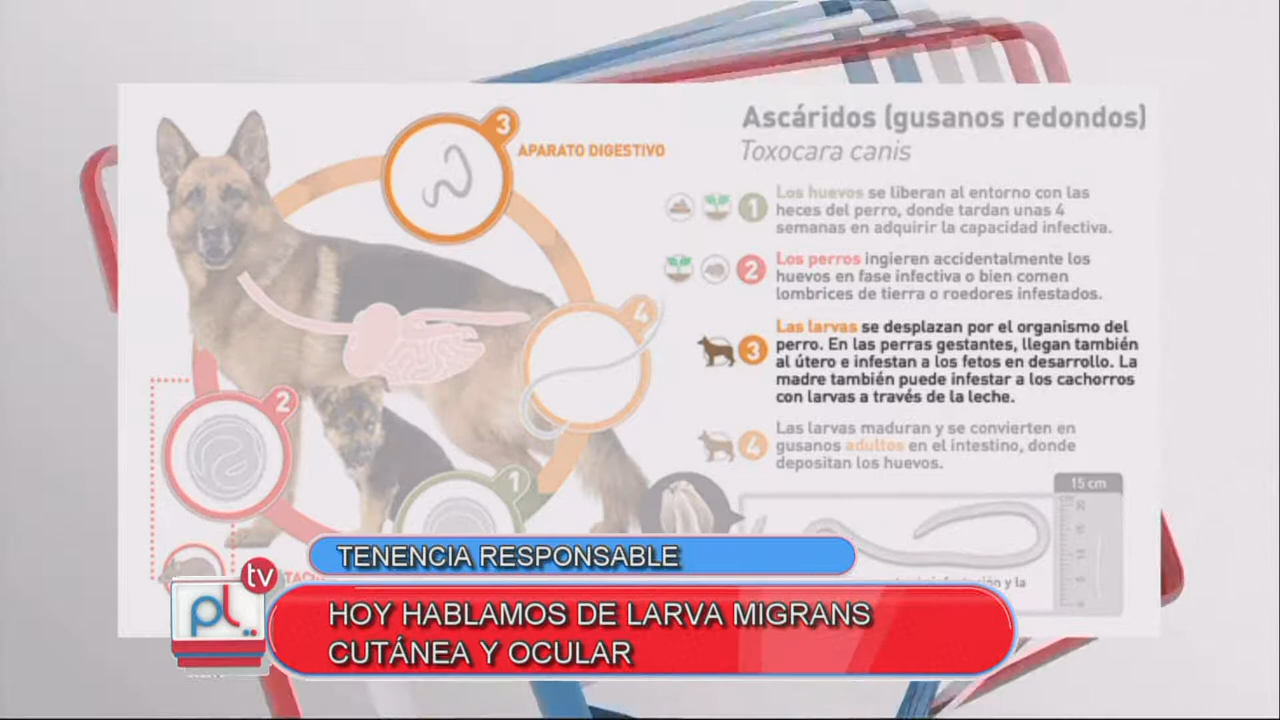 Ascáridos (gusanos redondos)
Toxocara canis
3
APARATO DIGESTIVO
1
Los huevos se liberan al entorno con las
heces del perro, donde tardan unas 4
semanas en adquirir la capacidad infectiva.
2
Los perros ingieren accidentalmente los
huevos en fase infectiva o bien comen
lombrices de tierra o roedores infestados.
4
3
Las larvas se desplazan por el organismo del
perro. En las perras gestantes, llegan también
al útero e infestan a los fetos en desarrollo. La
madre también puede infestar a los cachorros
con larvas a través de la leche.
2
4
Las larvas maduran y se convierten en
gusanos adultos en el intestino, donde
depositan los huevos.
1
15 cm
cm
TENENCIA RESPONSABLE
tv
pl..
HOY HABLAMOS DE LARVA MIGRANS
CUTÁNEA Y OCULAR